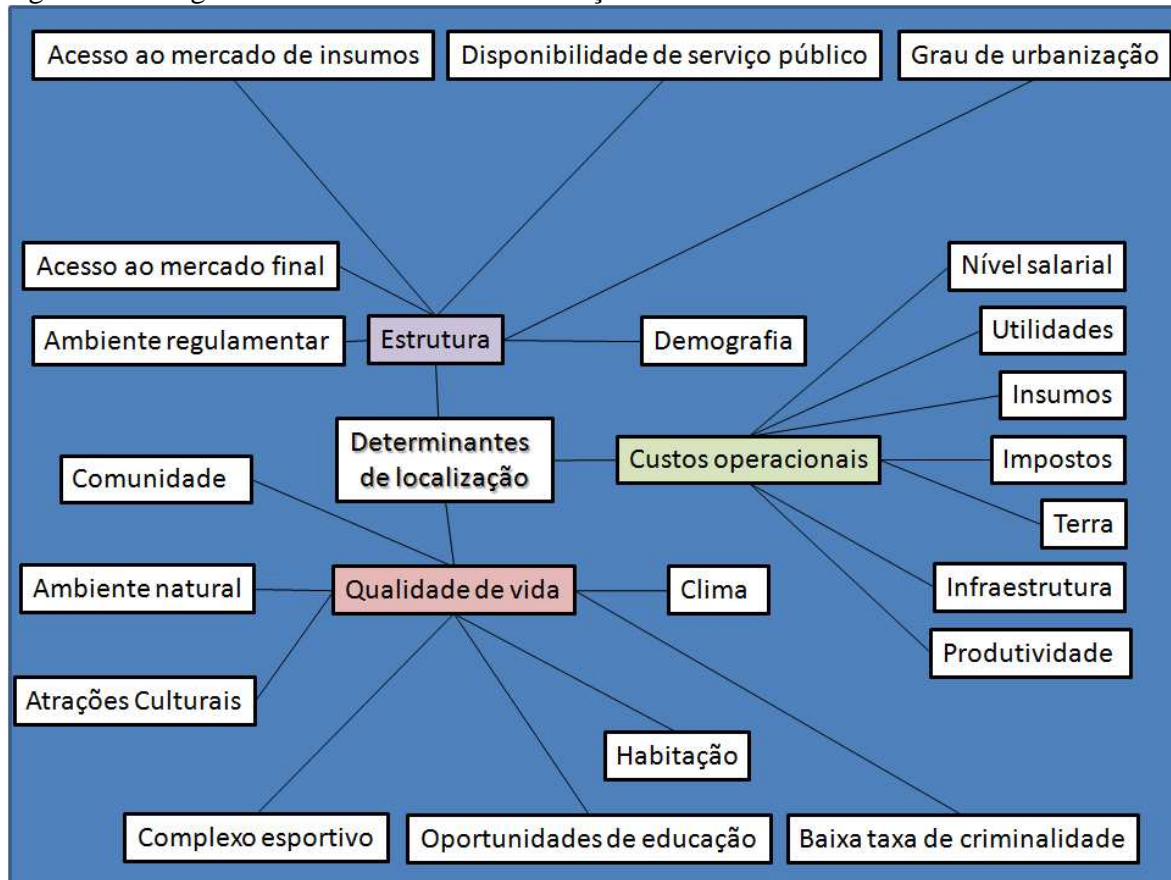 Acesso ao mercado de insumos
Disponibilidade de serviço público
Grau de urbanização
Acesso ao mercado final
Nível salarial
Ambiente regulamentar
Estrutura
Demografia
Utilidades
Insumos
Determinantes
de localização
Custos operacionais
Impostos
Comunidade
Terra
Ambiente natural
Qualidade de vida
Clima
Infraestrutura
Produtividade
Atrações Culturais
Habitação
Complexo esportivo
Oportunidades de educação
Baixa taxa de criminalidade